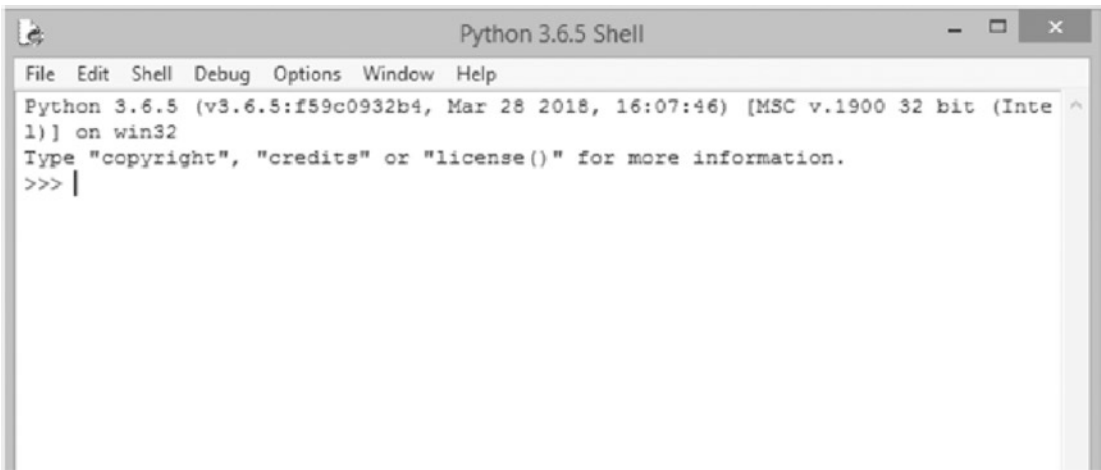 Python 3.6.5 Shell
File Edit Shell Debug Options Window Help
Python 3.6.5 (v3.6.5:f59c0932b4, Mar 28 2018, 16:07:46) [MSC v.1900 32 bit (Inte
l)] on win32
Type "copyright", "credits" or "license()" for more information.
>>>